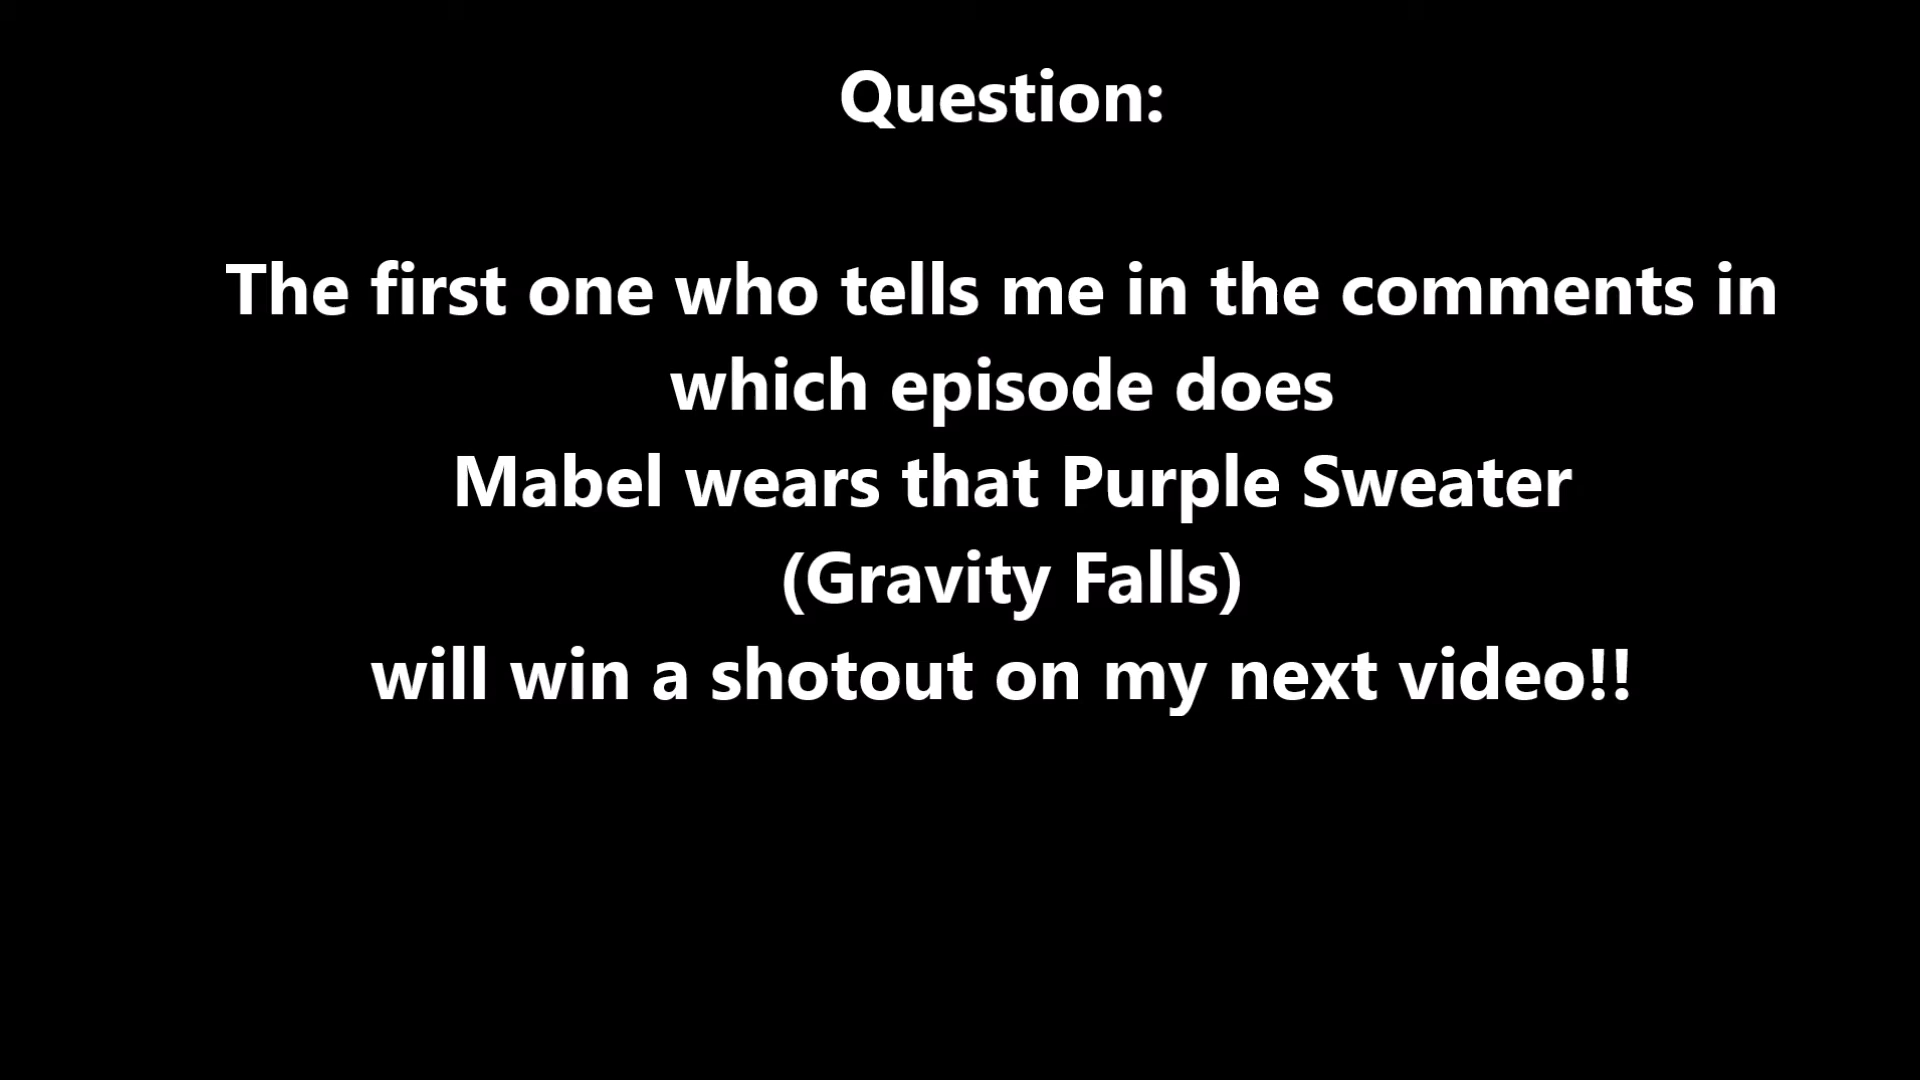 Question:
The first one who tells me in the comments in
which episode does
Mabel wears that Purple Sweater
(Gravity Falls)
will win a shotout on my next video!!